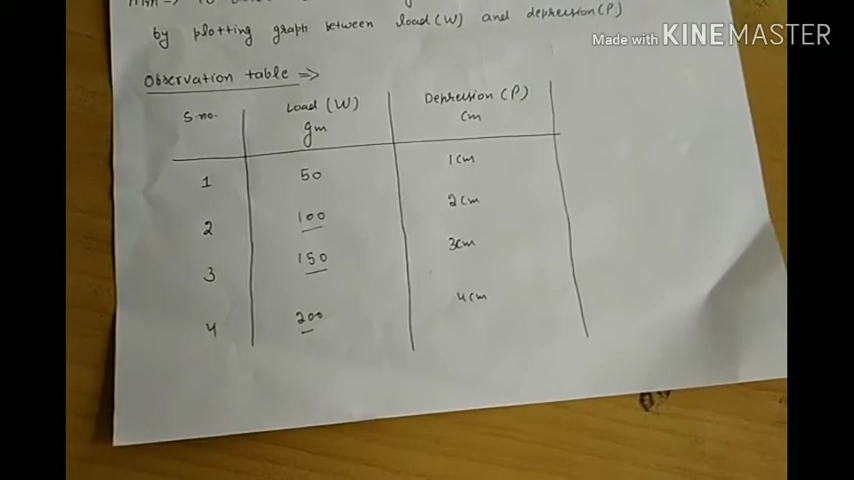 by plotting graph between load (W) and depression (P)
Made with KINEMASTER
Observation table =>
S no. Load (W) Depression (P)
gm cm
1 50 1cm
2 100 2cm
3 150 3cm
4 200 4cm